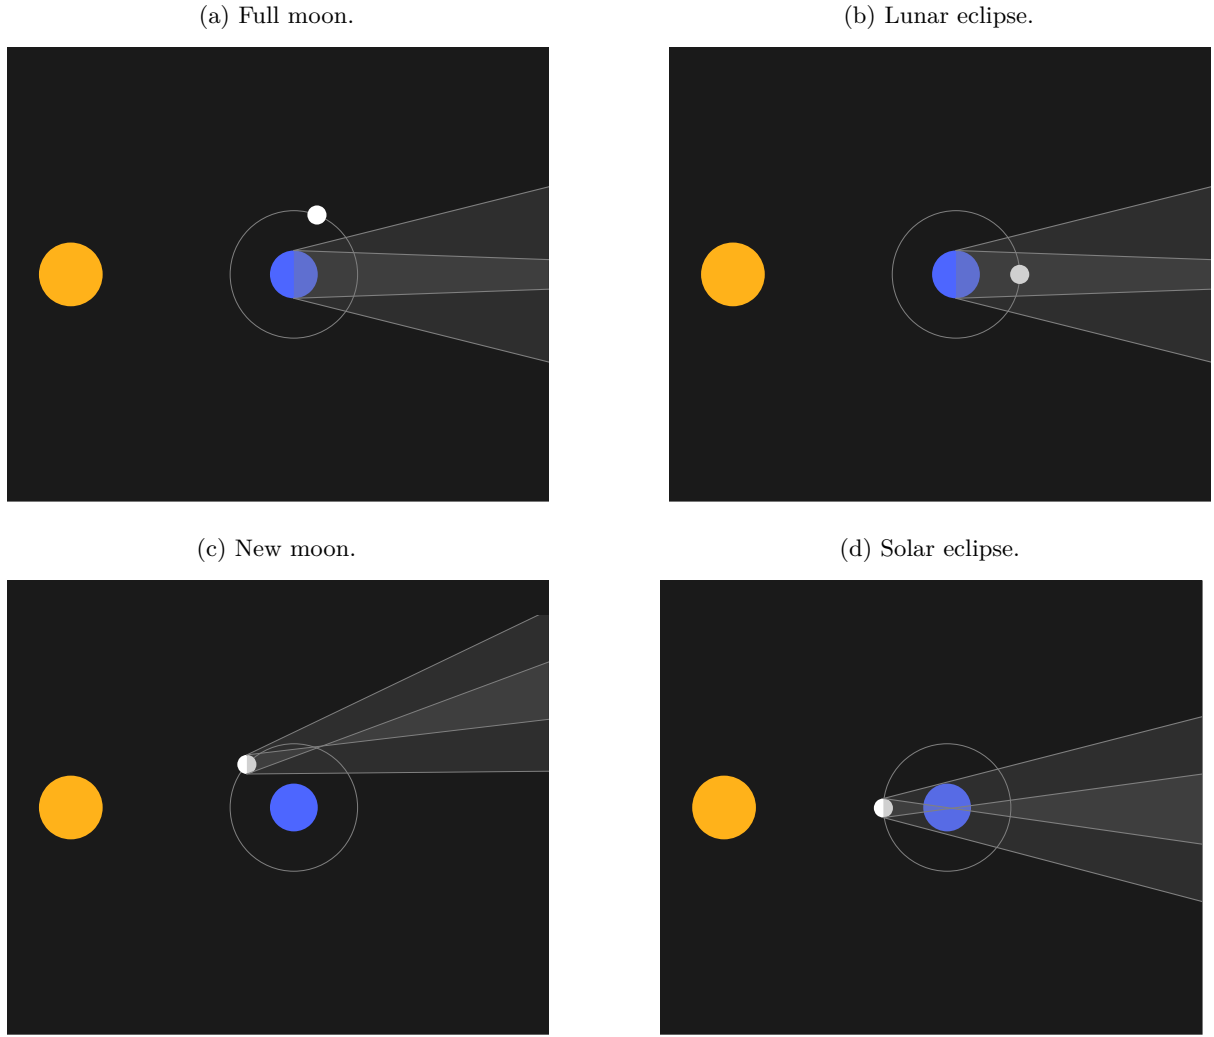 (a) Full moon.
(b) Lunar eclipse.
(c) New moon.
(d) Solar eclipse.